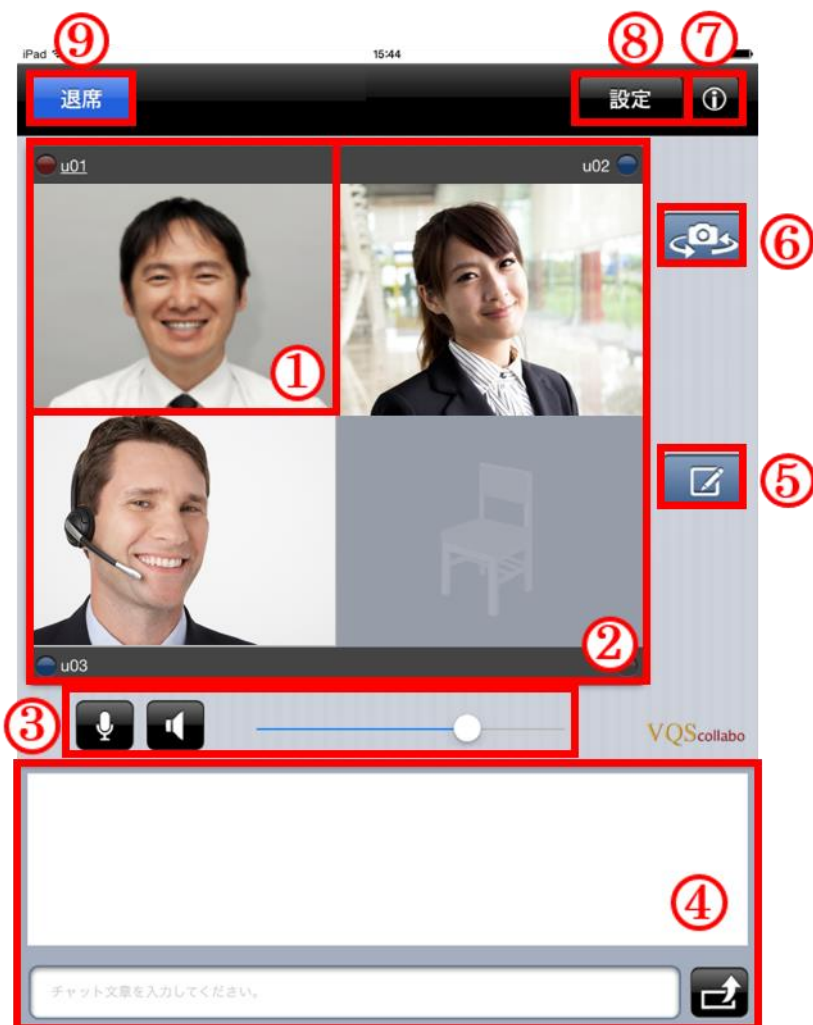 iPad
15:44
⑨
⑧
⑦
退席
設定
u01
u02
①
⑥
⑤
②
u03
③
VQScollabo
④
チャット文章を入力してください。